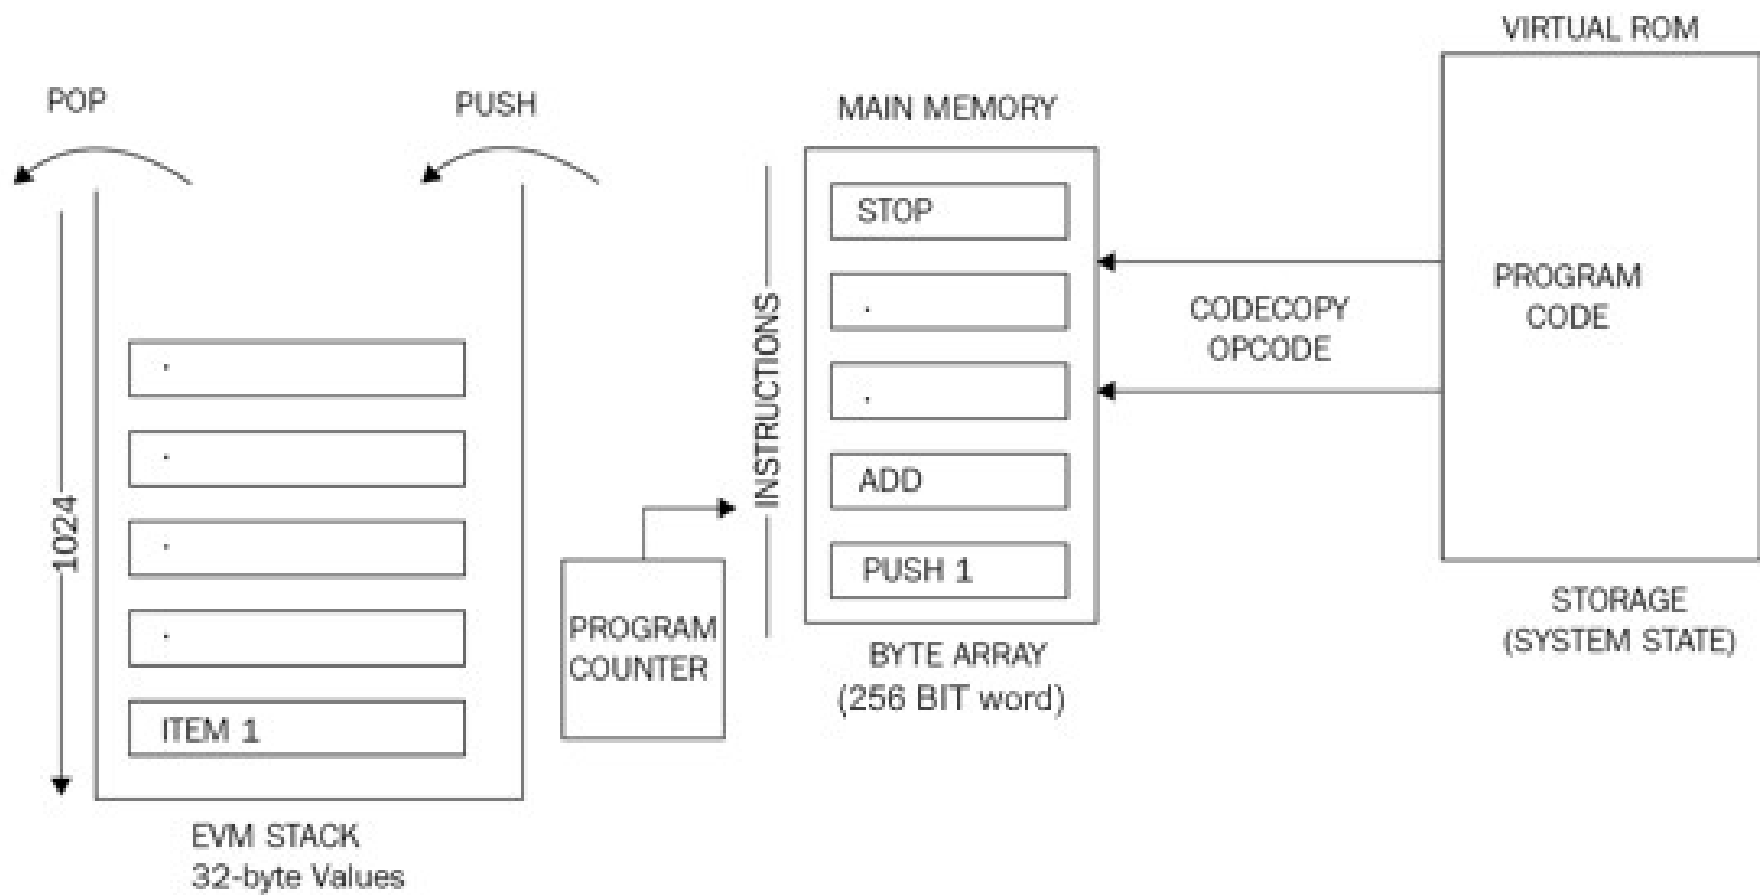 POP
PUSH
1024
.
.
.
.
ITEM 1
EVM STACK
32-byte Values
PROGRAM
COUNTER
INSTRUCTIONS
MAIN MEMORY
STOP
.
.
ADD
PUSH 1
BYTE ARRAY
(256 BIT word)
CODECOPY
OPCODE
VIRTUAL ROM
PROGRAM
CODE
STORAGE
(SYSTEM STATE)